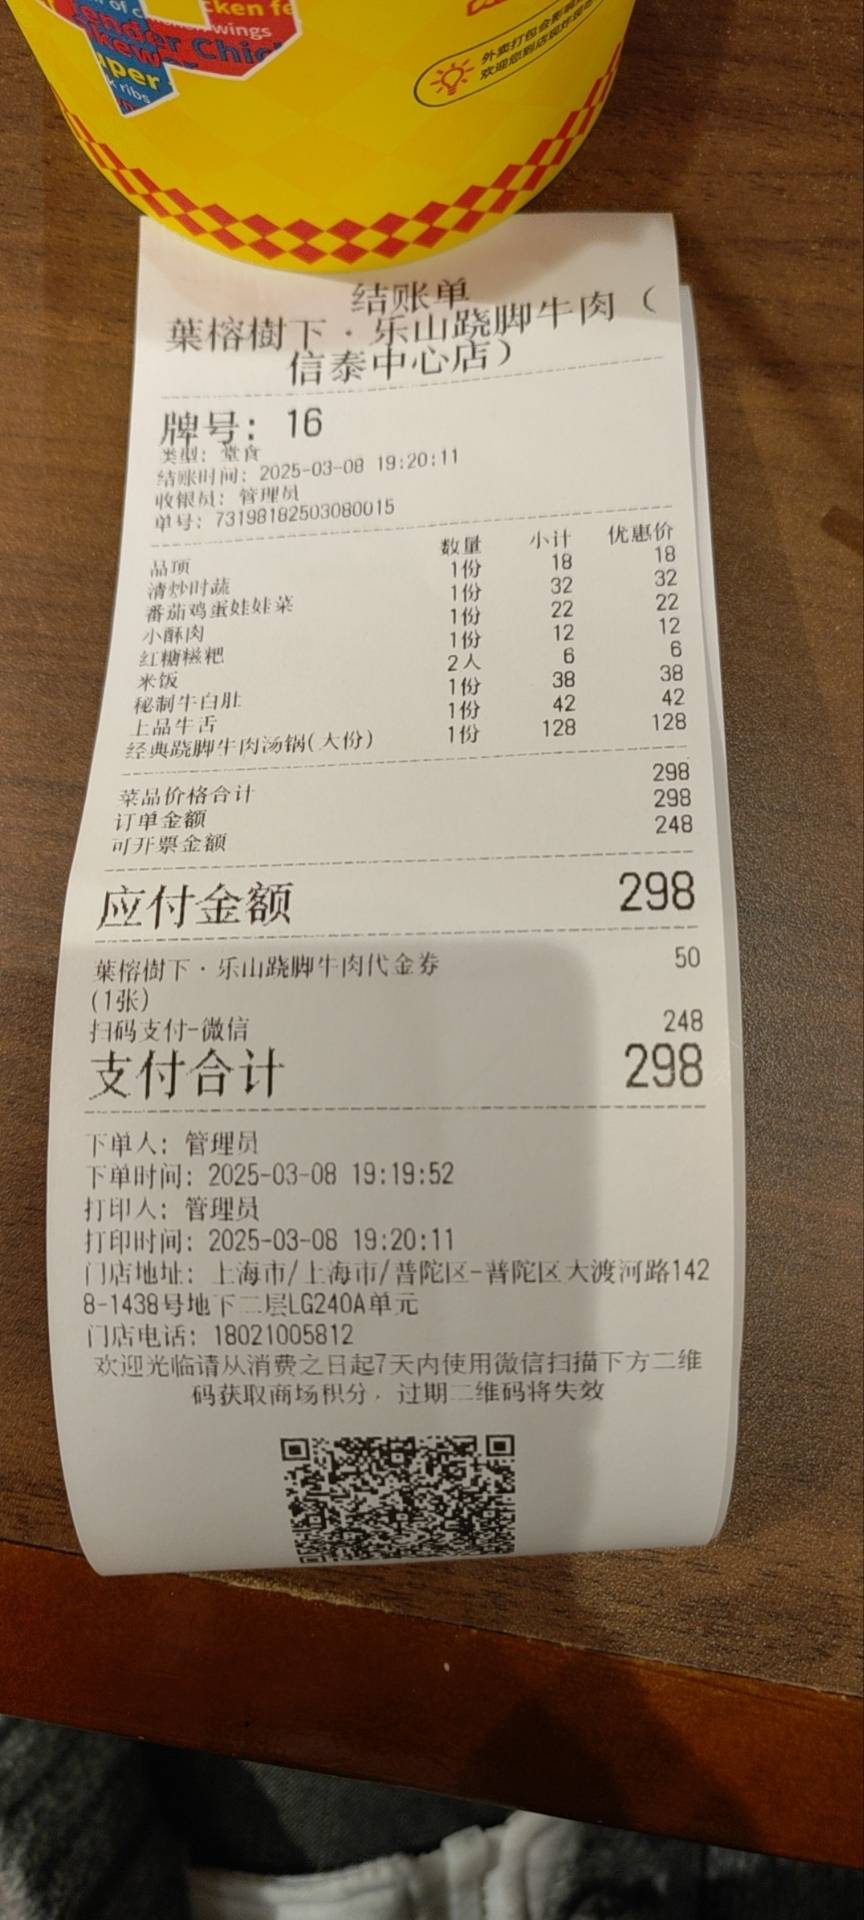 cken fe
wings
ender Chic
kew
aper
k ribs
结账单
葉榕樹下·乐山跷脚牛肉（
信泰中心店）
牌号: 16
类型: 堂食
结账时间: 2025-03-08 19:20:11
收银员: 管理员
单号: 73198182503080015
品项 数量 小计 优惠价
清炒时蔬 1份 18 18
番茄鸡蛋娃娃菜 1份 32 32
小酥肉 1份 22 22
红糖糍粑 1份 12 12
米饭 2人 6 6
秘制牛白肚 1份 38 38
上品牛舌 1份 42 42
经典跷脚牛肉汤锅(大份) 1份 128 128
菜品价格合计 298
订单金额 298
可开票金额 248
应付金额 298
葉榕樹下·乐山跷脚牛肉代金券 50
(1张)
扫码支付-微信 248
支付合计 298
下单人: 管理员
下单时间: 2025-03-08 19:19:52
打印人: 管理员
打印时间: 2025-03-08 19:20:11
门店地址: 上海市/上海市/普陀区-普陀区大渡河路142
8-1438号地下二层LG240A单元
门店电话: 18021005812
欢迎光临请从消费之日起7天内使用微信扫描下方二维
码获取商场积分，过期二维码将失效